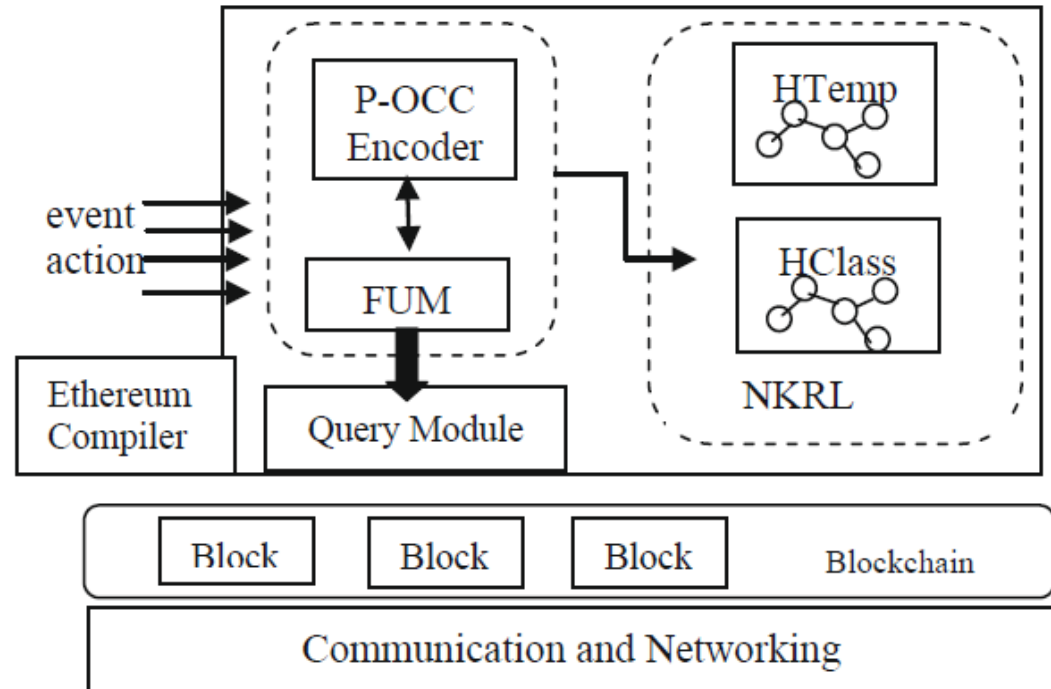 P-OCC
Encoder
HTemp
event
action
FUM
HClass
NKRL
Ethereum
Compiler
Query Module
Block
Block
Block
Blockchain
Communication and Networking